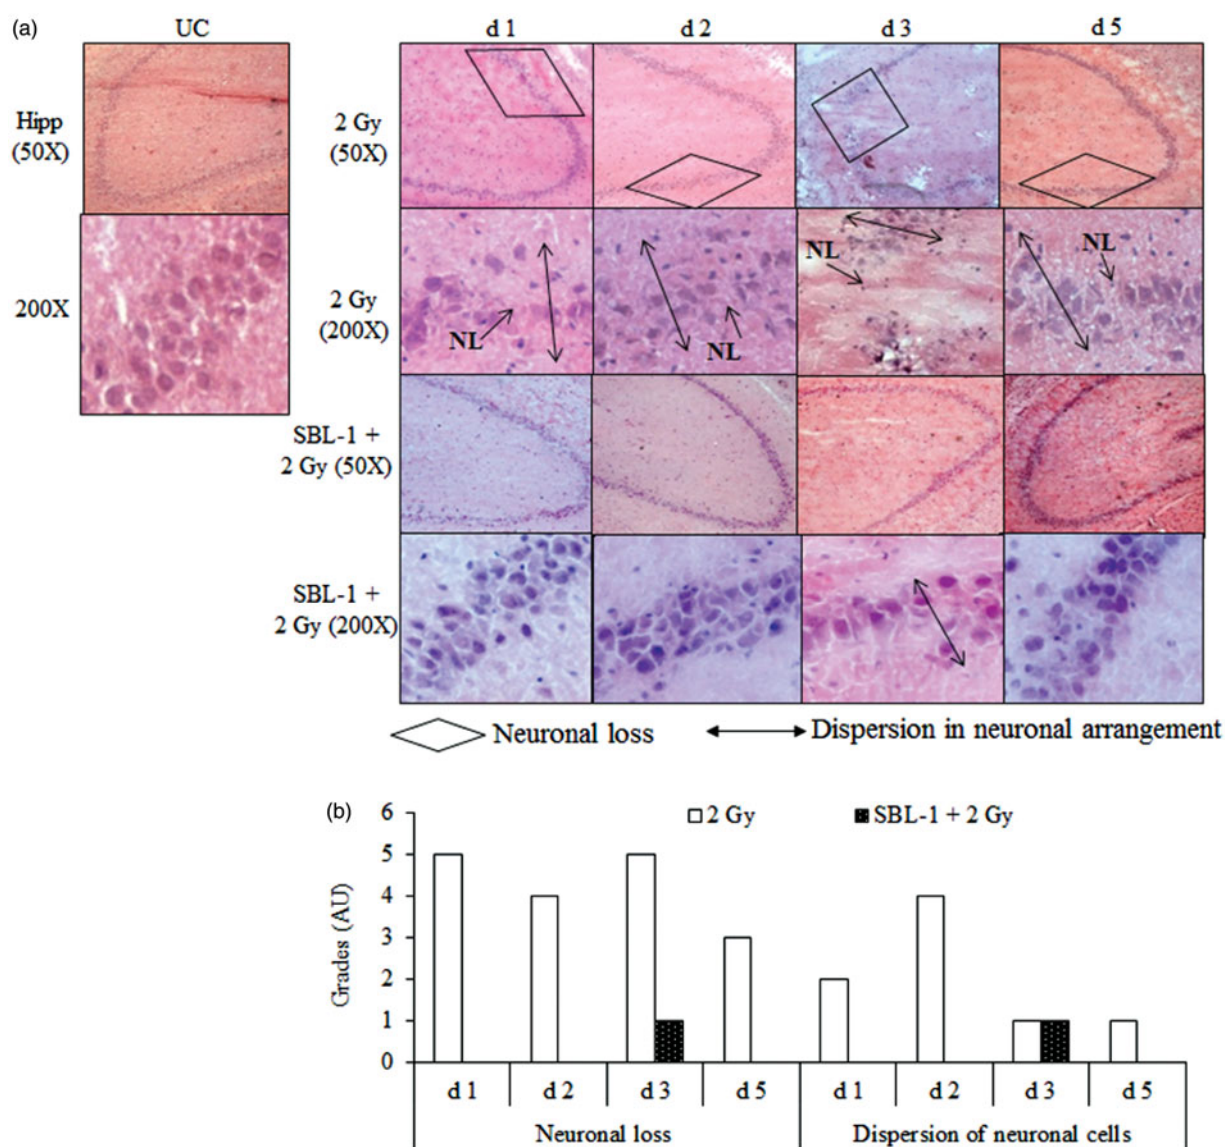 (a)
UC
d 1
d 2
d 3
d 5
Hipp
(50X)
2 Gy
(50X)
200X
2 Gy
(200X)
NL
NL
NL
NL
SBL-1 +
2 Gy (50X)
SBL-1 +
2 Gy (200X)
Neuronal loss
Dispersion in neuronal arrangement
(b)
2 Gy
SBL-1 + 2 Gy
Grades (AU)
6
5
4
3
2
1
0
d 1
d 2
d 3
d 5
d 1
d 2
d 3
d 5
Neuronal loss
Dispersion of neuronal cells